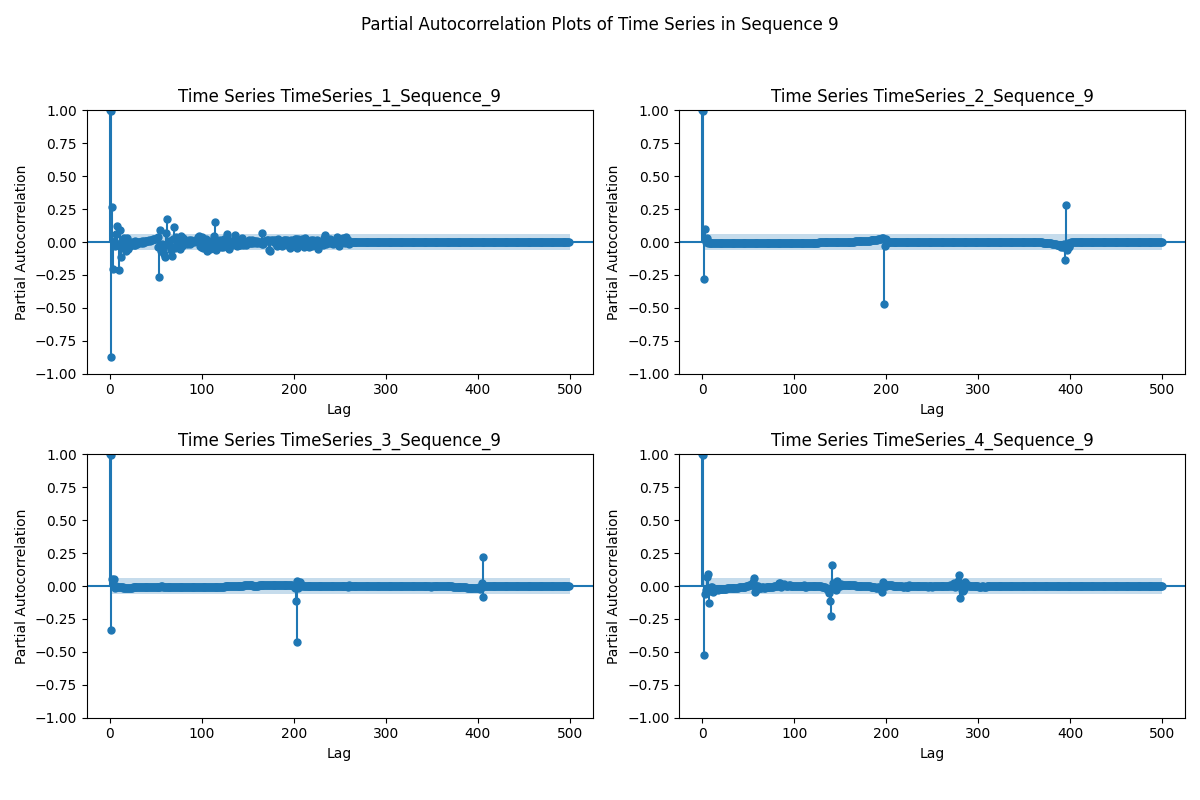 Partial Autocorrelation Plots of Time Series in Sequence 9
Time Series TimeSeries_1_Sequence_9
Partial Autocorrelation
1.00
0.75
0.50
0.25
0.00
−0.25
−0.50
−0.75
−1.00
0 100 200 300 400 500
Lag
Time Series TimeSeries_2_Sequence_9
Partial Autocorrelation
1.00
0.75
0.50
0.25
0.00
−0.25
−0.50
−0.75
−1.00
0 100 200 300 400 500
Lag
Time Series TimeSeries_3_Sequence_9
Partial Autocorrelation
1.00
0.75
0.50
0.25
0.00
−0.25
−0.50
−0.75
−1.00
0 100 200 300 400 500
Lag
Time Series TimeSeries_4_Sequence_9
Partial Autocorrelation
1.00
0.75
0.50
0.25
0.00
−0.25
−0.50
−0.75
−1.00
0 100 200 300 400 500
Lag